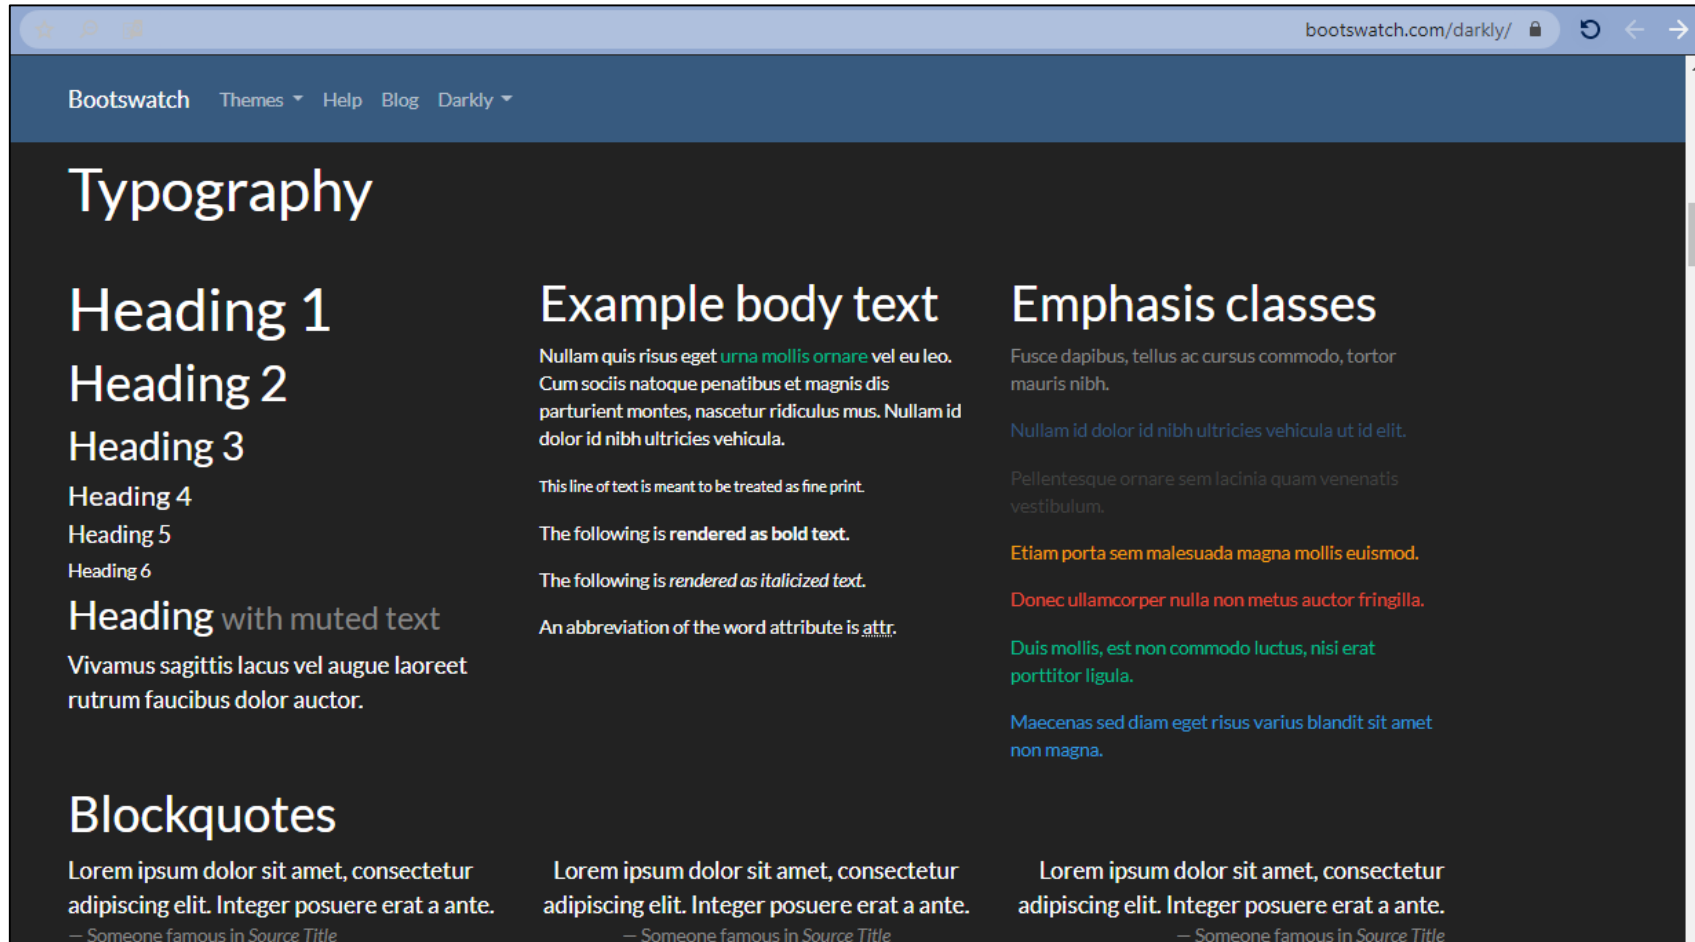 bootswatch.com/darkly/
Bootswatch Themes Help Blog Darkly
Typography
Heading 1
Heading 2
Heading 3
Heading 4
Heading 5
Heading 6
Heading with muted text
Vivamus sagittis lacus vel augue laoreet
rutrum faucibus dolor auctor.
Example body text
Nullam quis risus eget urna mollis ornare vel eu leo.
Cum sociis natoque penatibus et magnis dis
parturient montes, nascetur ridiculus mus. Nullam id
dolor id nibh ultricies vehicula.
This line of text is meant to be treated as fine print.
The following is rendered as bold text.
The following is rendered as italicized text.
An abbreviation of the word attribute is attr.
Emphasis classes
Fusce dapibus, tellus ac cursus commodo, tortor
mauris nibh.
Nullam id dolor id nibh ultricies vehicula ut id elit.
Pellentesque ornare sem lacinia quam venenatis
vestibulum.
Etiam porta sem malesuada magna mollis euismod.
Donec ullamcorper nulla non metus auctor fringilla.
Duis mollis, est non commodo luctus, nisi erat
porttitor ligula.
Maecenas sed diam eget risus varius blandit sit amet
non magna.
Blockquotes
Lorem ipsum dolor sit amet, consectetur
adipiscing elit. Integer posuere erat a ante.
— Someone famous in Source Title
Lorem ipsum dolor sit amet, consectetur
adipiscing elit. Integer posuere erat a ante.
— Someone famous in Source Title
Lorem ipsum dolor sit amet, consectetur
adipiscing elit. Integer posuere erat a ante.
— Someone famous in Source Title